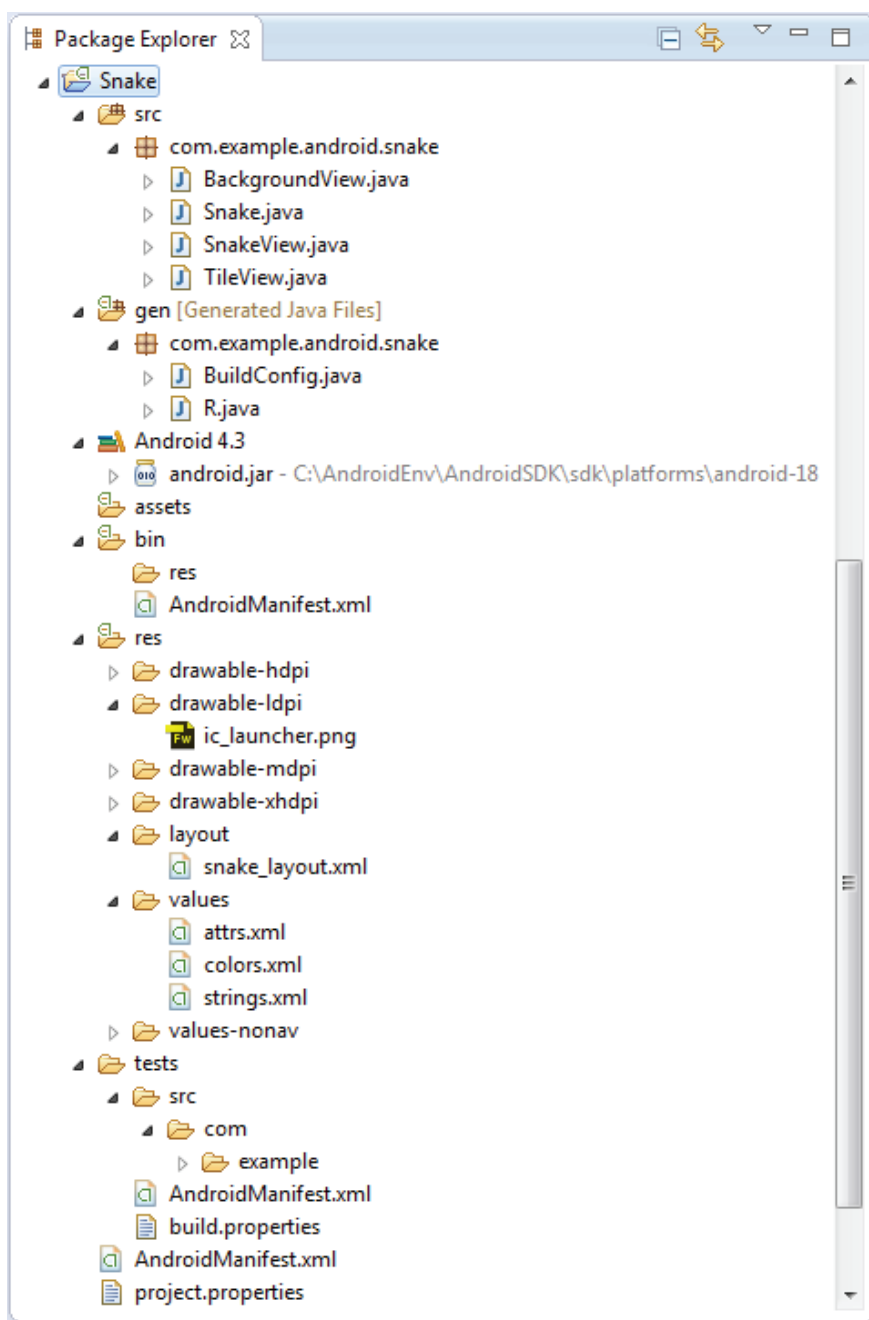 Package Explorer
Snake
src
com.example.android.snake
BackgroundView.java
Snake.java
SnakeView.java
TileView.java
gen [Generated Java Files]
com.example.android.snake
BuildConfig.java
R.java
Android 4.3
android.jar - C:\AndroidEnv\AndroidSDK\sdk\platforms\android-18
assets
bin
res
AndroidManifest.xml
res
drawable-hdpi
drawable-ldpi
ic_launcher.png
drawable-mdpi
drawable-xhdpi
layout
snake_layout.xml
values
attrs.xml
colors.xml
strings.xml
values-nonav
tests
src
com
example
AndroidManifest.xml
build.properties
AndroidManifest.xml
project.properties